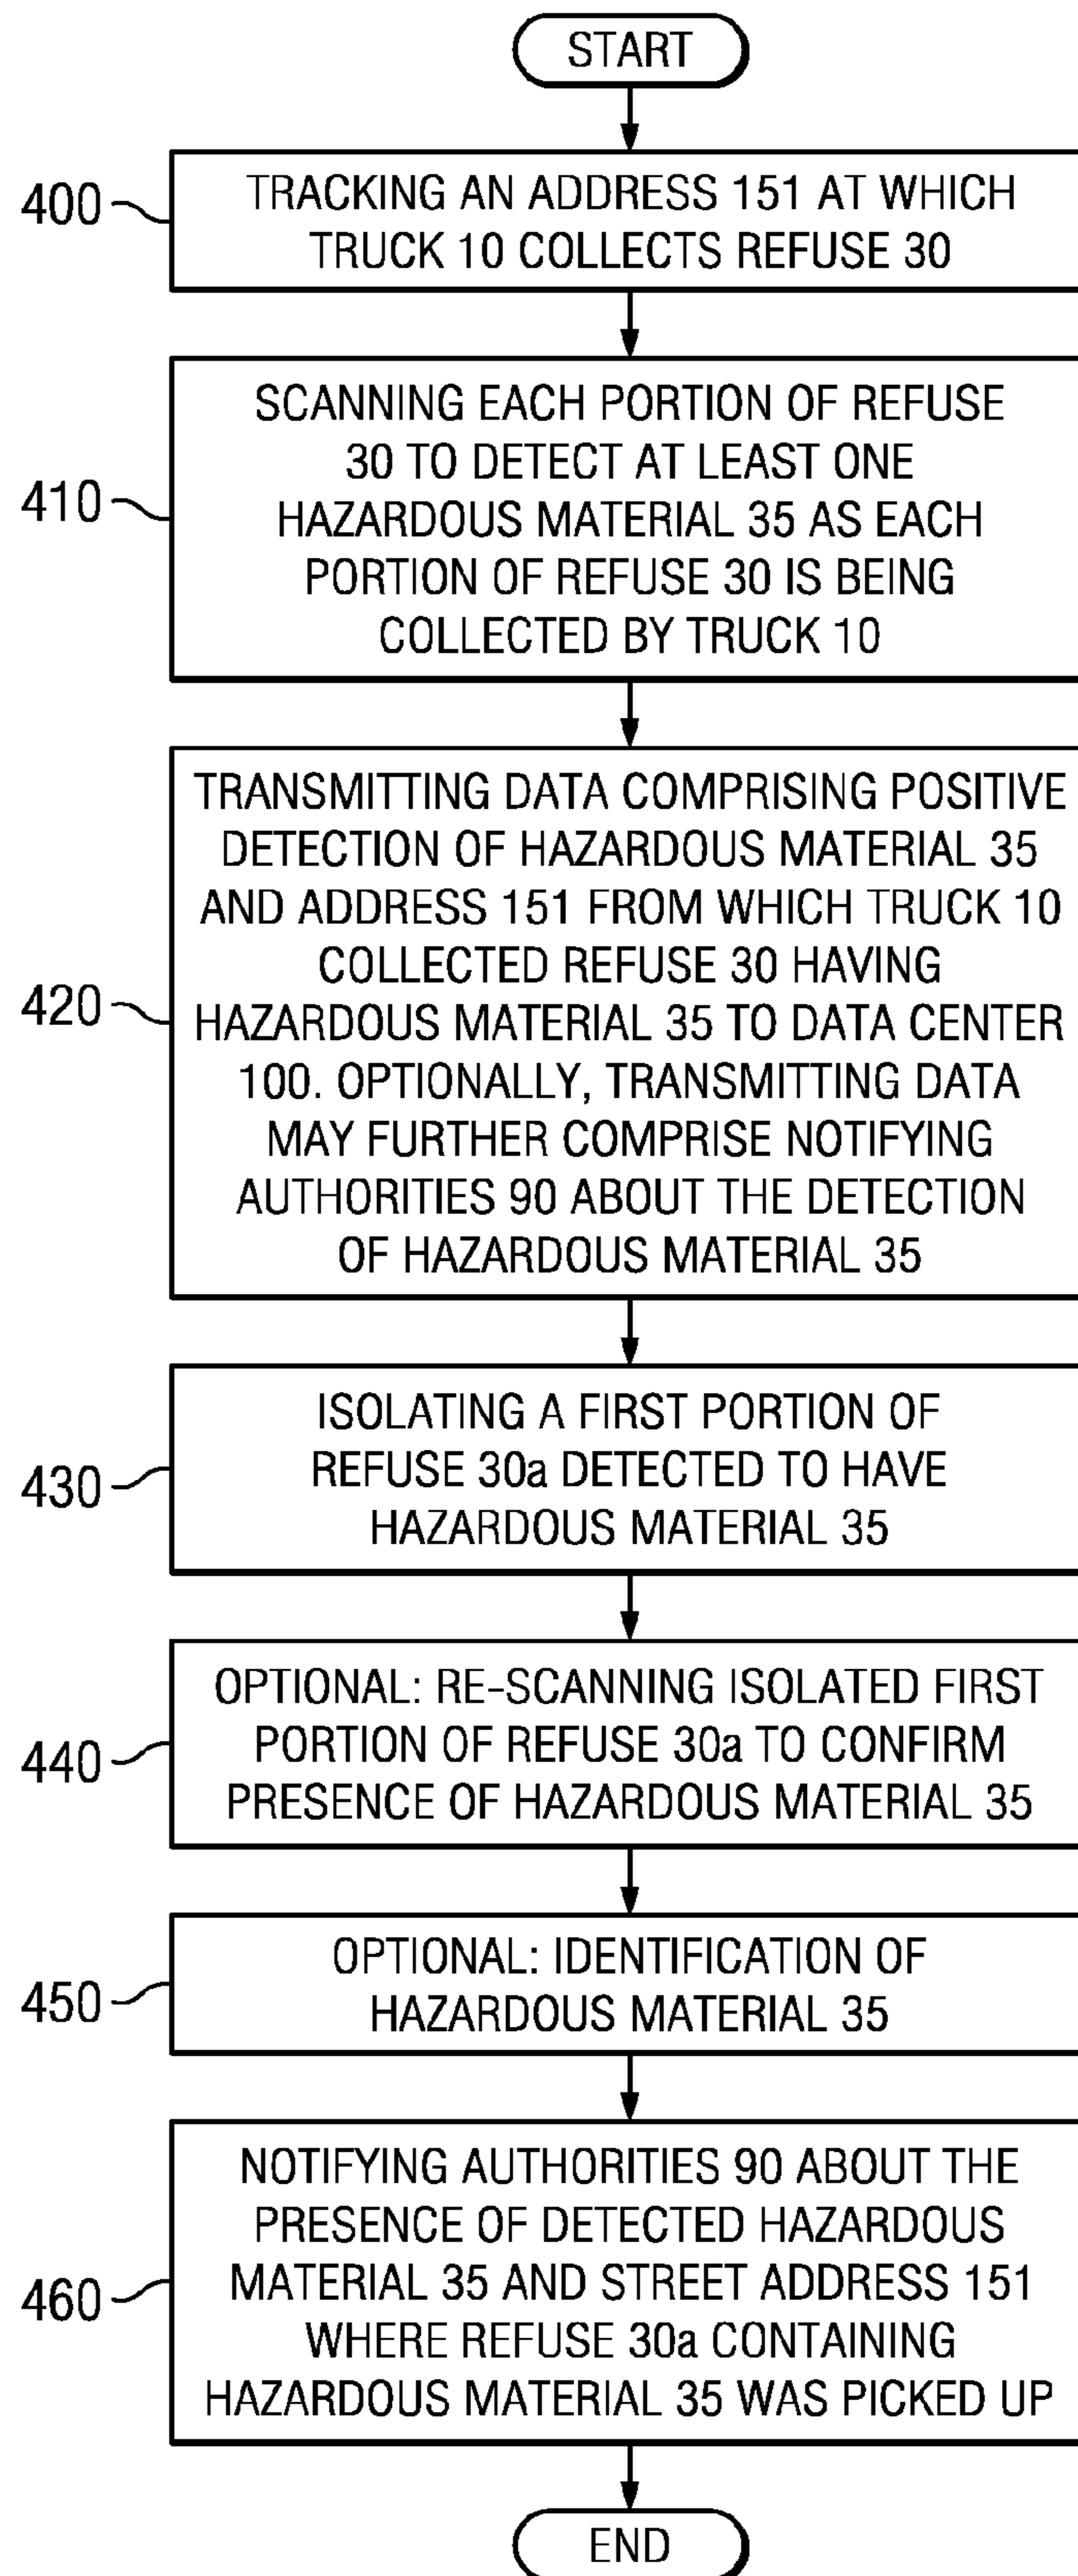 START
400
TRACKING AN ADDRESS 151 AT WHICH
TRUCK 10 COLLECTS REFUSE 30
410
SCANNING EACH PORTION OF REFUSE
30 TO DETECT AT LEAST ONE
HAZARDOUS MATERIAL 35 AS EACH
PORTION OF REFUSE 30 IS BEING
COLLECTED BY TRUCK 10
420
TRANSMITTING DATA COMPRISING POSITIVE
DETECTION OF HAZARDOUS MATERIAL 35
AND ADDRESS 151 FROM WHICH TRUCK 10
COLLECTED REFUSE 30 HAVING
HAZARDOUS MATERIAL 35 TO DATA CENTER
100. OPTIONALLY, TRANSMITTING DATA
MAY FURTHER COMPRISE NOTIFYING
AUTHORITIES 90 ABOUT THE DETECTION
OF HAZARDOUS MATERIAL 35
430
ISOLATING A FIRST PORTION OF
REFUSE 30a DETECTED TO HAVE
HAZARDOUS MATERIAL 35
440
OPTIONAL: RE-SCANNING ISOLATED FIRST
PORTION OF REFUSE 30a TO CONFIRM
PRESENCE OF HAZARDOUS MATERIAL 35
450
OPTIONAL: IDENTIFICATION OF
HAZARDOUS MATERIAL 35
460
NOTIFYING AUTHORITIES 90 ABOUT THE
PRESENCE OF DETECTED HAZARDOUS
MATERIAL 35 AND STREET ADDRESS 151
WHERE REFUSE 30a CONTAINING
HAZARDOUS MATERIAL 35 WAS PICKED UP
END